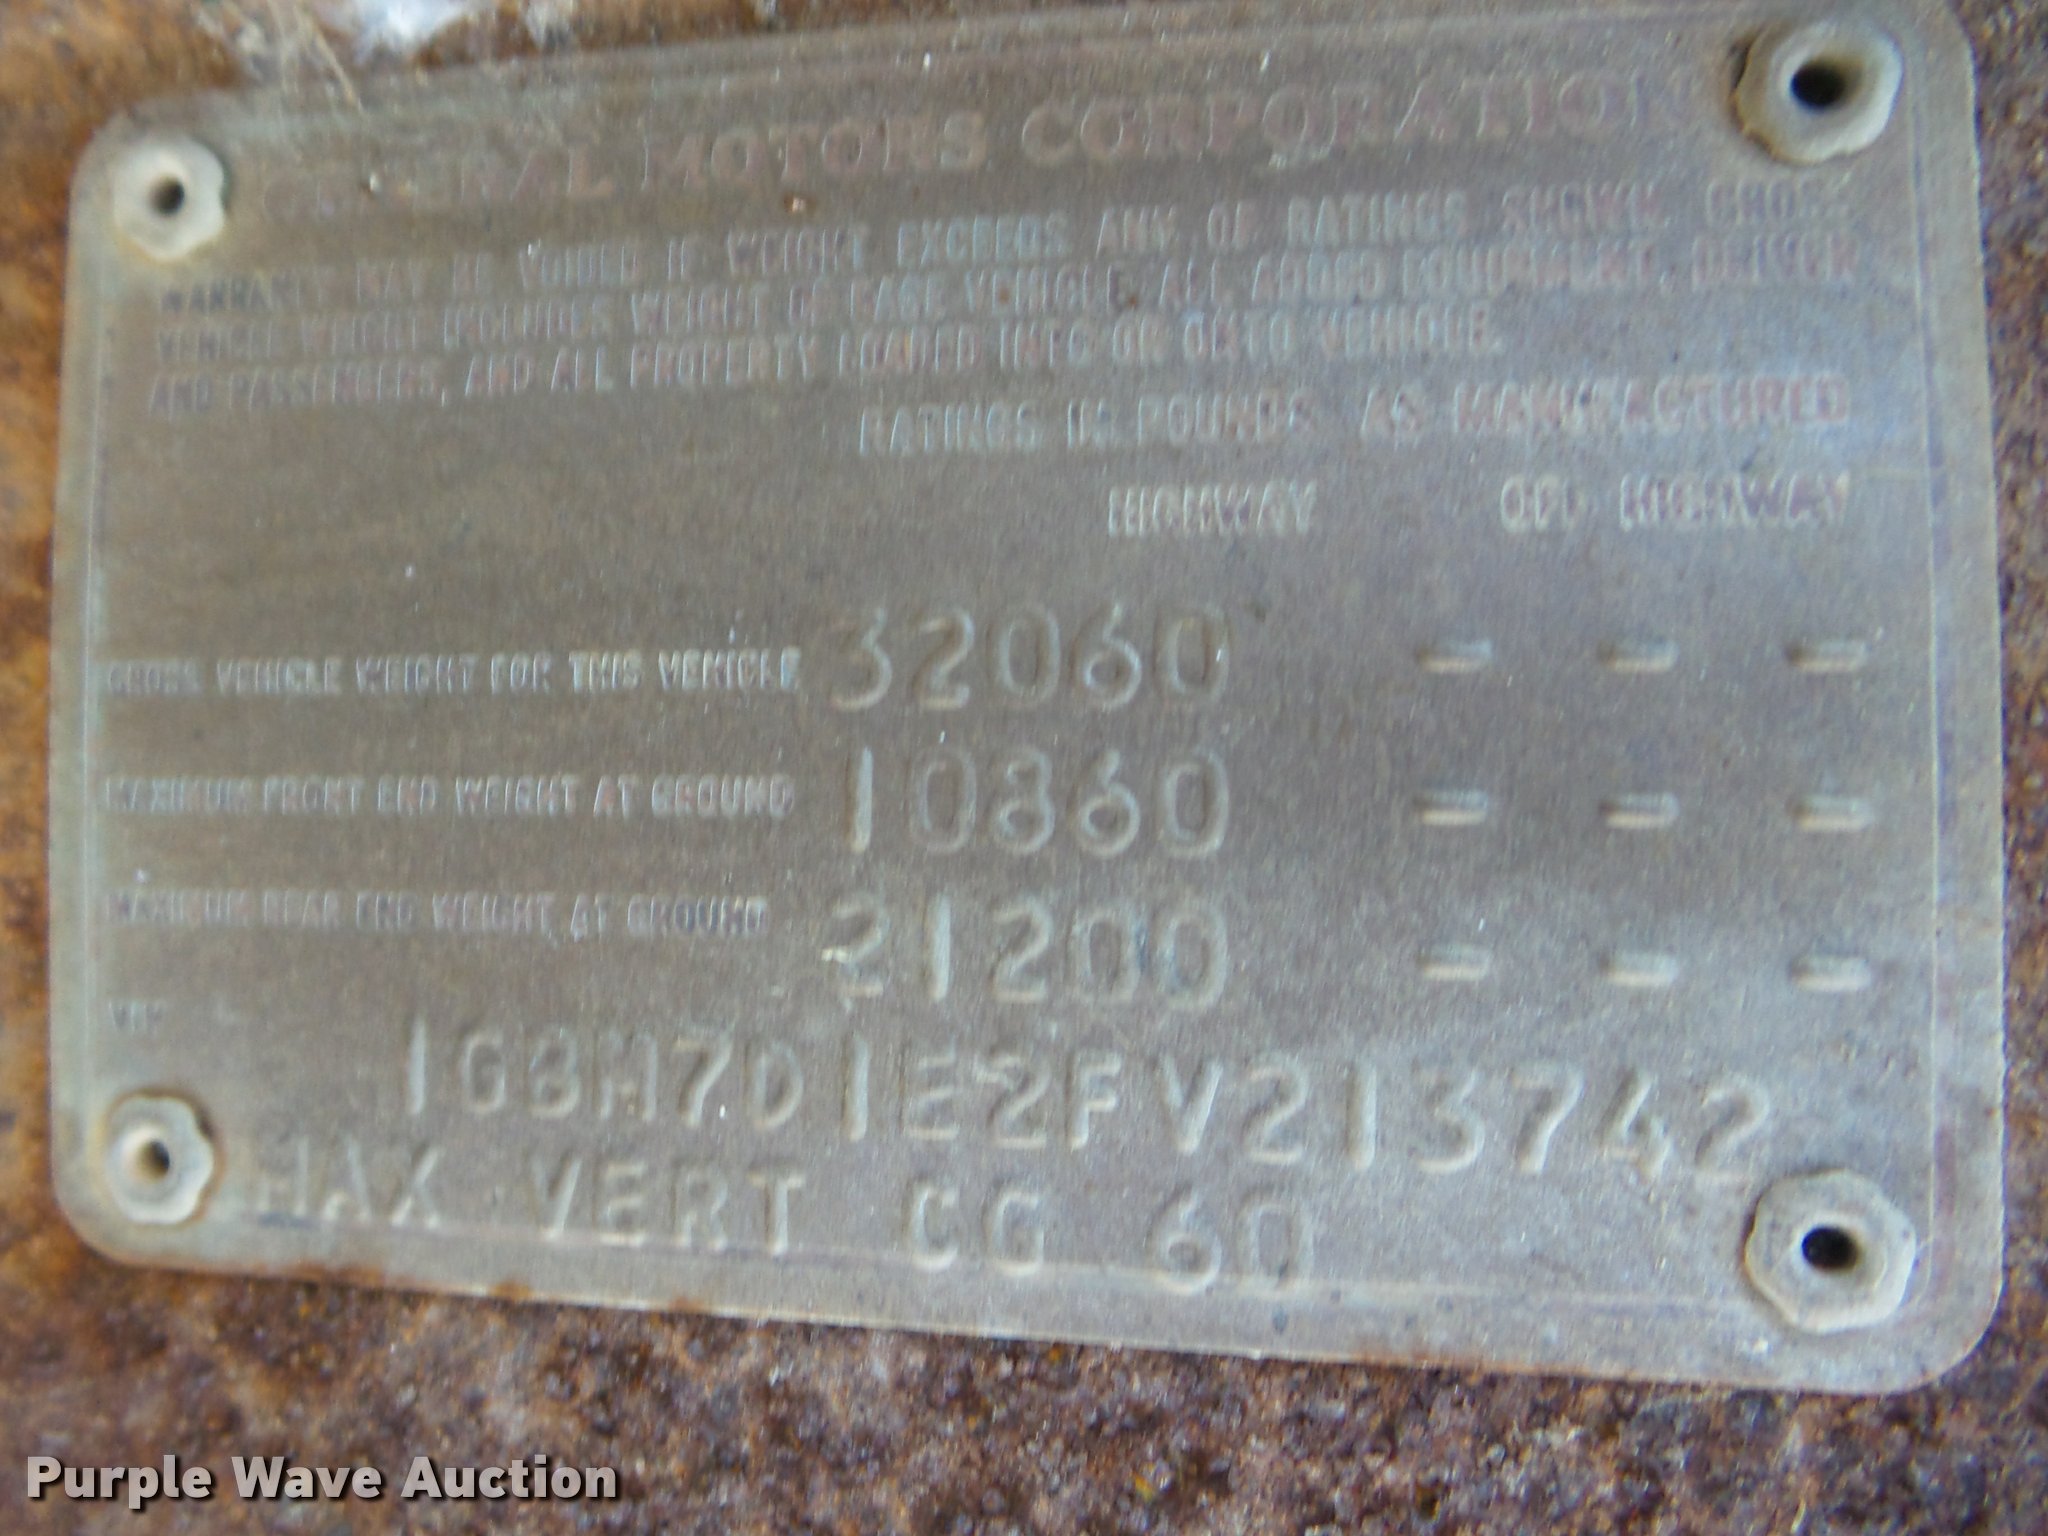 GENERAL MOTORS CORPORATION
WARRANTY MAY BE VOIDED IF WEIGHT EXCEEDS ANY OF RATINGS SHOWN. GROSS
VEHICLE WEIGHT INCLUDES WEIGHT OF BASE VEHICLE, ALL ADDED EQUIPMENT, DRIVER
AND PASSENGERS, AND ALL PROPERTY LOADED INTO OR ONTO VEHICLE.
RATINGS IN POUNDS AS MANUFACTURED
HIGHWAY OFF HIGHWAY
GROSS VEHICLE WEIGHT FOR THIS VEHICLE 32060 - - -
MAXIMUM FRONT END WEIGHT AT GROUND 10860 - - -
MAXIMUM REAR END WEIGHT AT GROUND 21200 - - -
VIN
1GBM7D1E2FV213742
MAX VERT CG 60
Purple Wave Auction